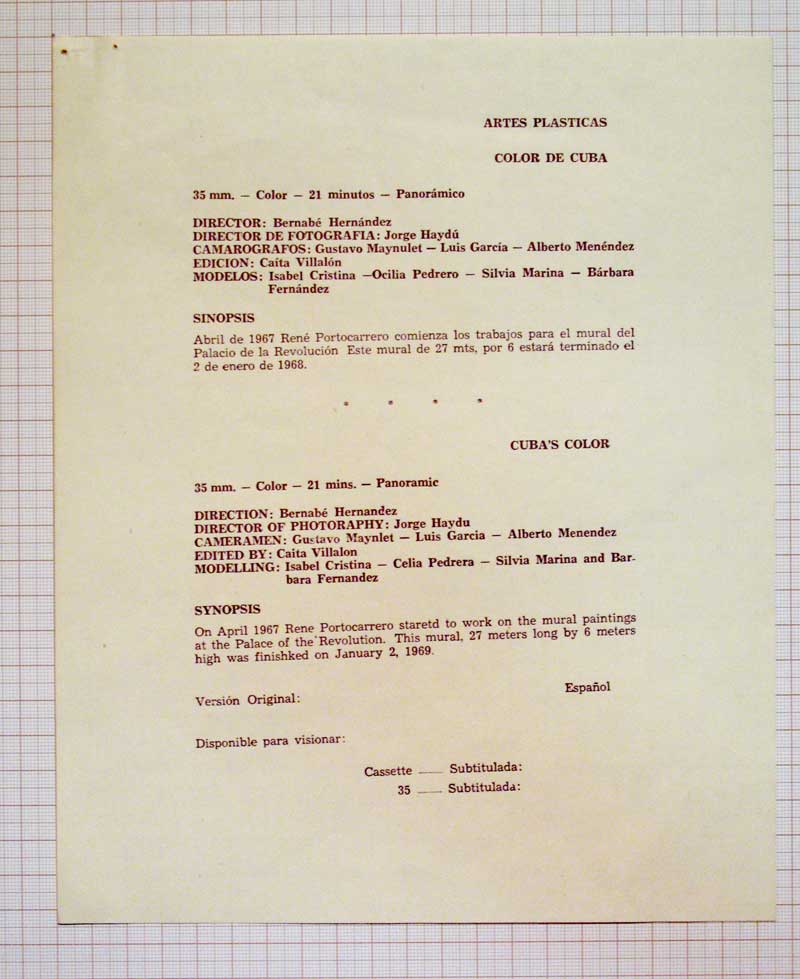 ARTES PLASTICAS
COLOR DE CUBA
35 mm. — Color — 21 minutos — Panorámico
DIRECTOR: Bernabé Hernández
DIRECTOR DE FOTOGRAFIA: Jorge Haydú
CAMAROGRAFOS: Gustavo Maynulet — Luis García — Alberto Menéndez
EDICION: Caíta Villalón
MODELOS: Isabel Cristina —Ocilia Pedrero — Silvia Marina — Bárbara
Fernández
SINOPSIS
Abril de 1967 René Portocarrero comienza los trabajos para el mural del
Palacio de la Revolución Este mural de 27 mts, por 6 estará terminado el
2 de enero de 1968.
* * * *
CUBA'S COLOR
35 mm. — Color — 21 mins. — Panoramic
DIRECTION: Bernabé Hernandez
DIRECTOR OF PHOTORAPHY: Jorge Haydu
CAMERAMEN: Gustavo Maynlet — Luis Garcia — Alberto Menendez
EDITED BY: Caita Villalon
MODELLING: Isabel Cristina — Celia Pedrera — Silvia Marina and Bar-
bara Fernandez
SYNOPSIS
On April 1967 Rene Portocarrero staretd to work on the mural paintings
at the Palace of the Revolution. This mural, 27 meters long by 6 meters
high was finishked on January 2, 1969.
Español
Versión Original:
Disponible para visionar:
Cassette ____ Subtitulada:
35 ____ Subtitulada: